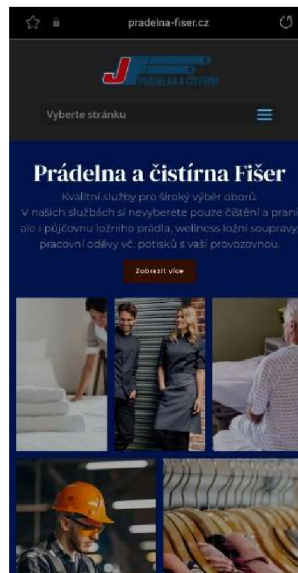 pradelna-fiser.cz
PRÁDELNA A ČISTÍRNA
Vyberte stránku
Prádelna a čistírna Fišer
Kvalitní služby pro široký výběr oborů.
V našich službách si nevyberete pouze čištění a praní
ale i půjčovnu ložního prádla, wellness ložní soupravy
pracovní oděvy vč. potisků s vaší provozovnou.
Zobrazit více